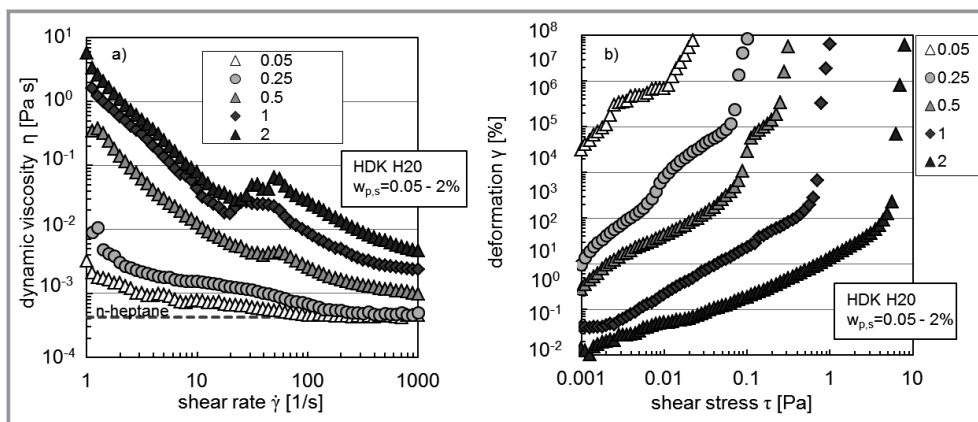 a)
0.05
0.25
0.5
1
2
HDK H20
w_p,s=0.05 - 2%
n-heptane
dynamic viscosity η [Pa s]
10^1
10^0
10^-1
10^-2
10^-3
10^-4
1 10 100 1000
shear rate γ̇ [1/s]
b)
0.05
0.25
0.5
1
2
HDK H20
w_p,s=0.05 - 2%
deformation γ [%]
10^8
10^6
10^5
10^4
10^3
10^2
10^1
10^0
10^-1
10^-2
0.001 0.01 0.1 1 10
shear stress τ [Pa]